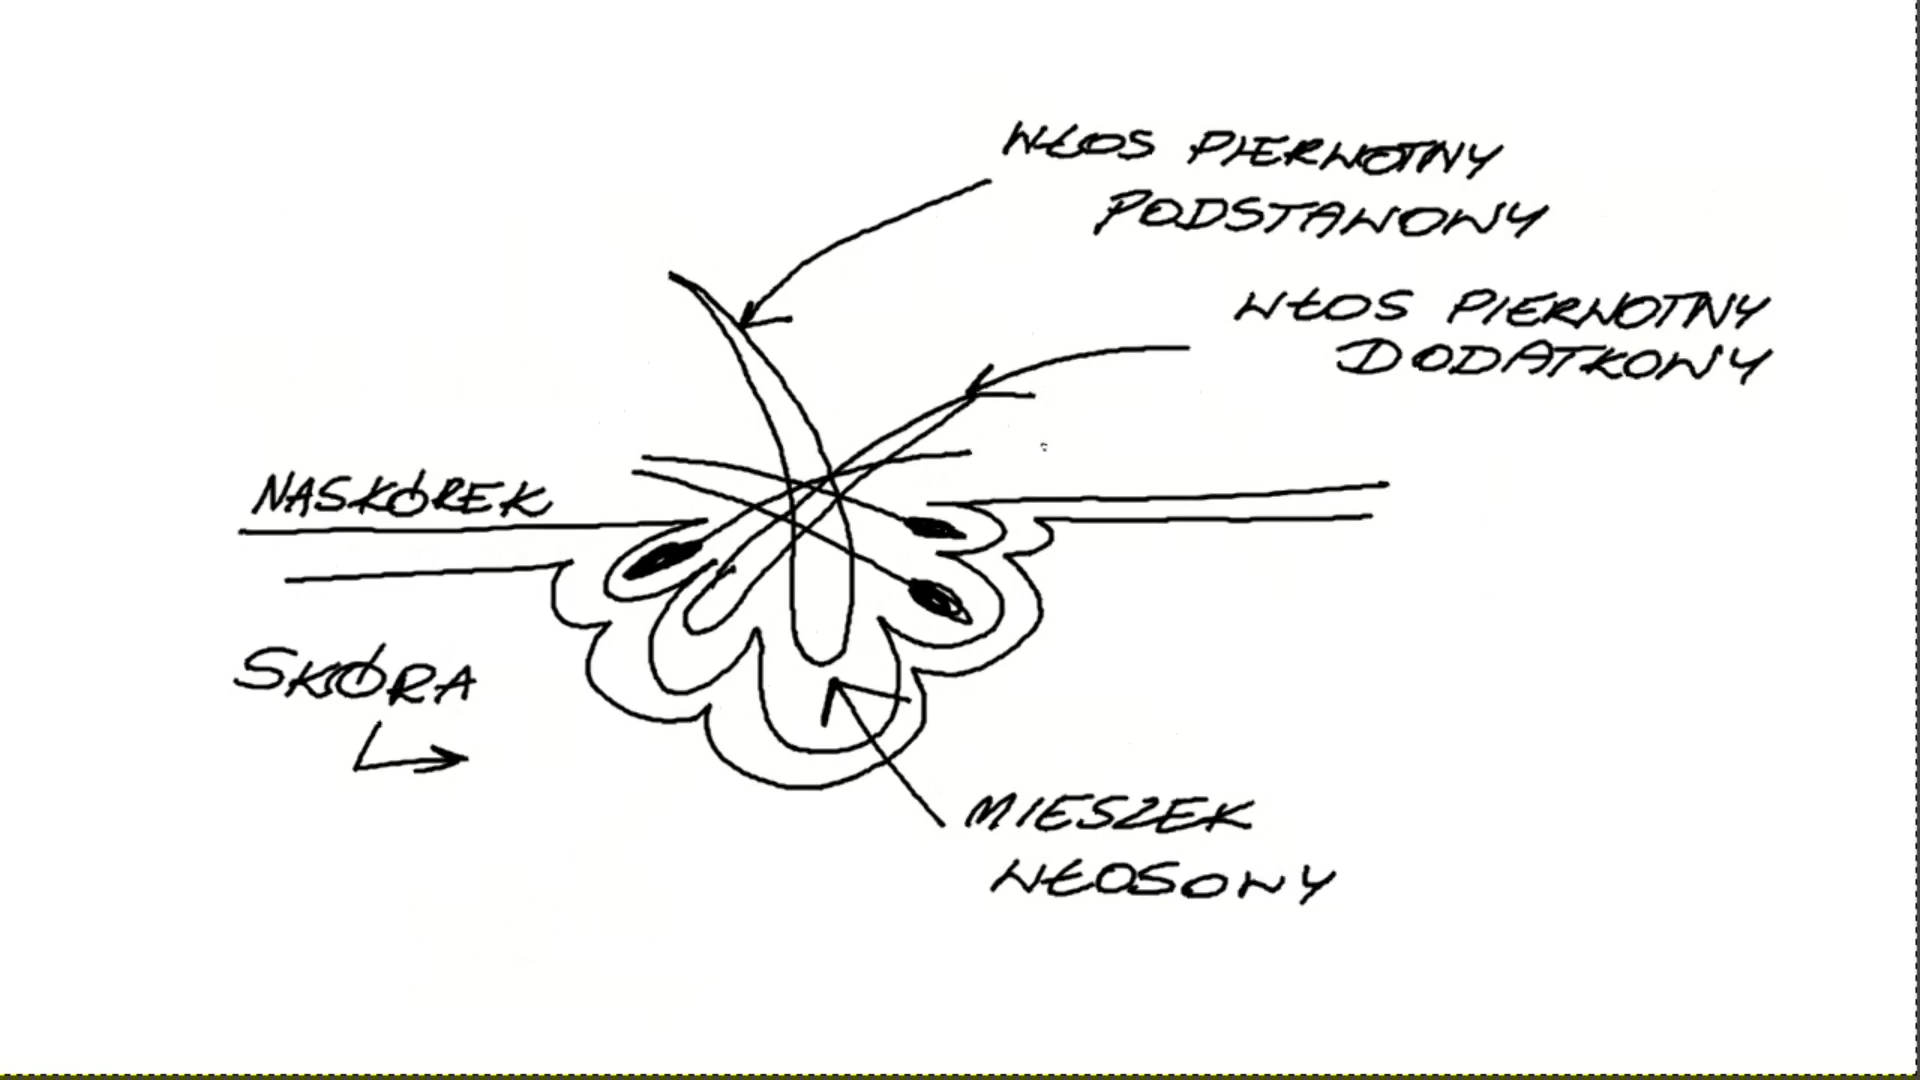 WŁOS PIERWOTNY
PODSTAWOWY
WŁOS PIERWOTNY
DODATKOWY
NASKÓREK
SKÓRA
MIESZEK
WŁOSOWY